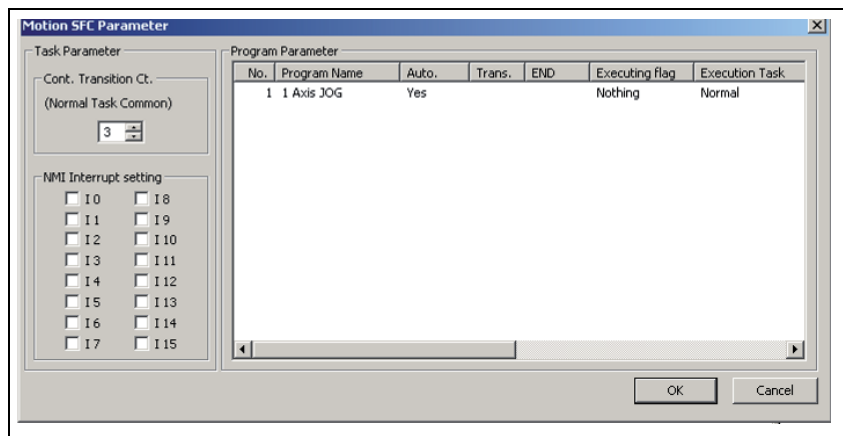 Motion SFC Parameter
Task Parameter
Cont. Transition Ct.
(Normal Task Common)
3
NMI Interrupt setting
I 0 I 8
I 1 I 9
I 2 I 10
I 3 I 11
I 4 I 12
I 5 I 13
I 6 I 14
I 7 I 15
Program Parameter
No. Program Name Auto. Trans. END Executing flag Execution Task
1 1 Axis JOG Yes Nothing Normal
OK Cancel